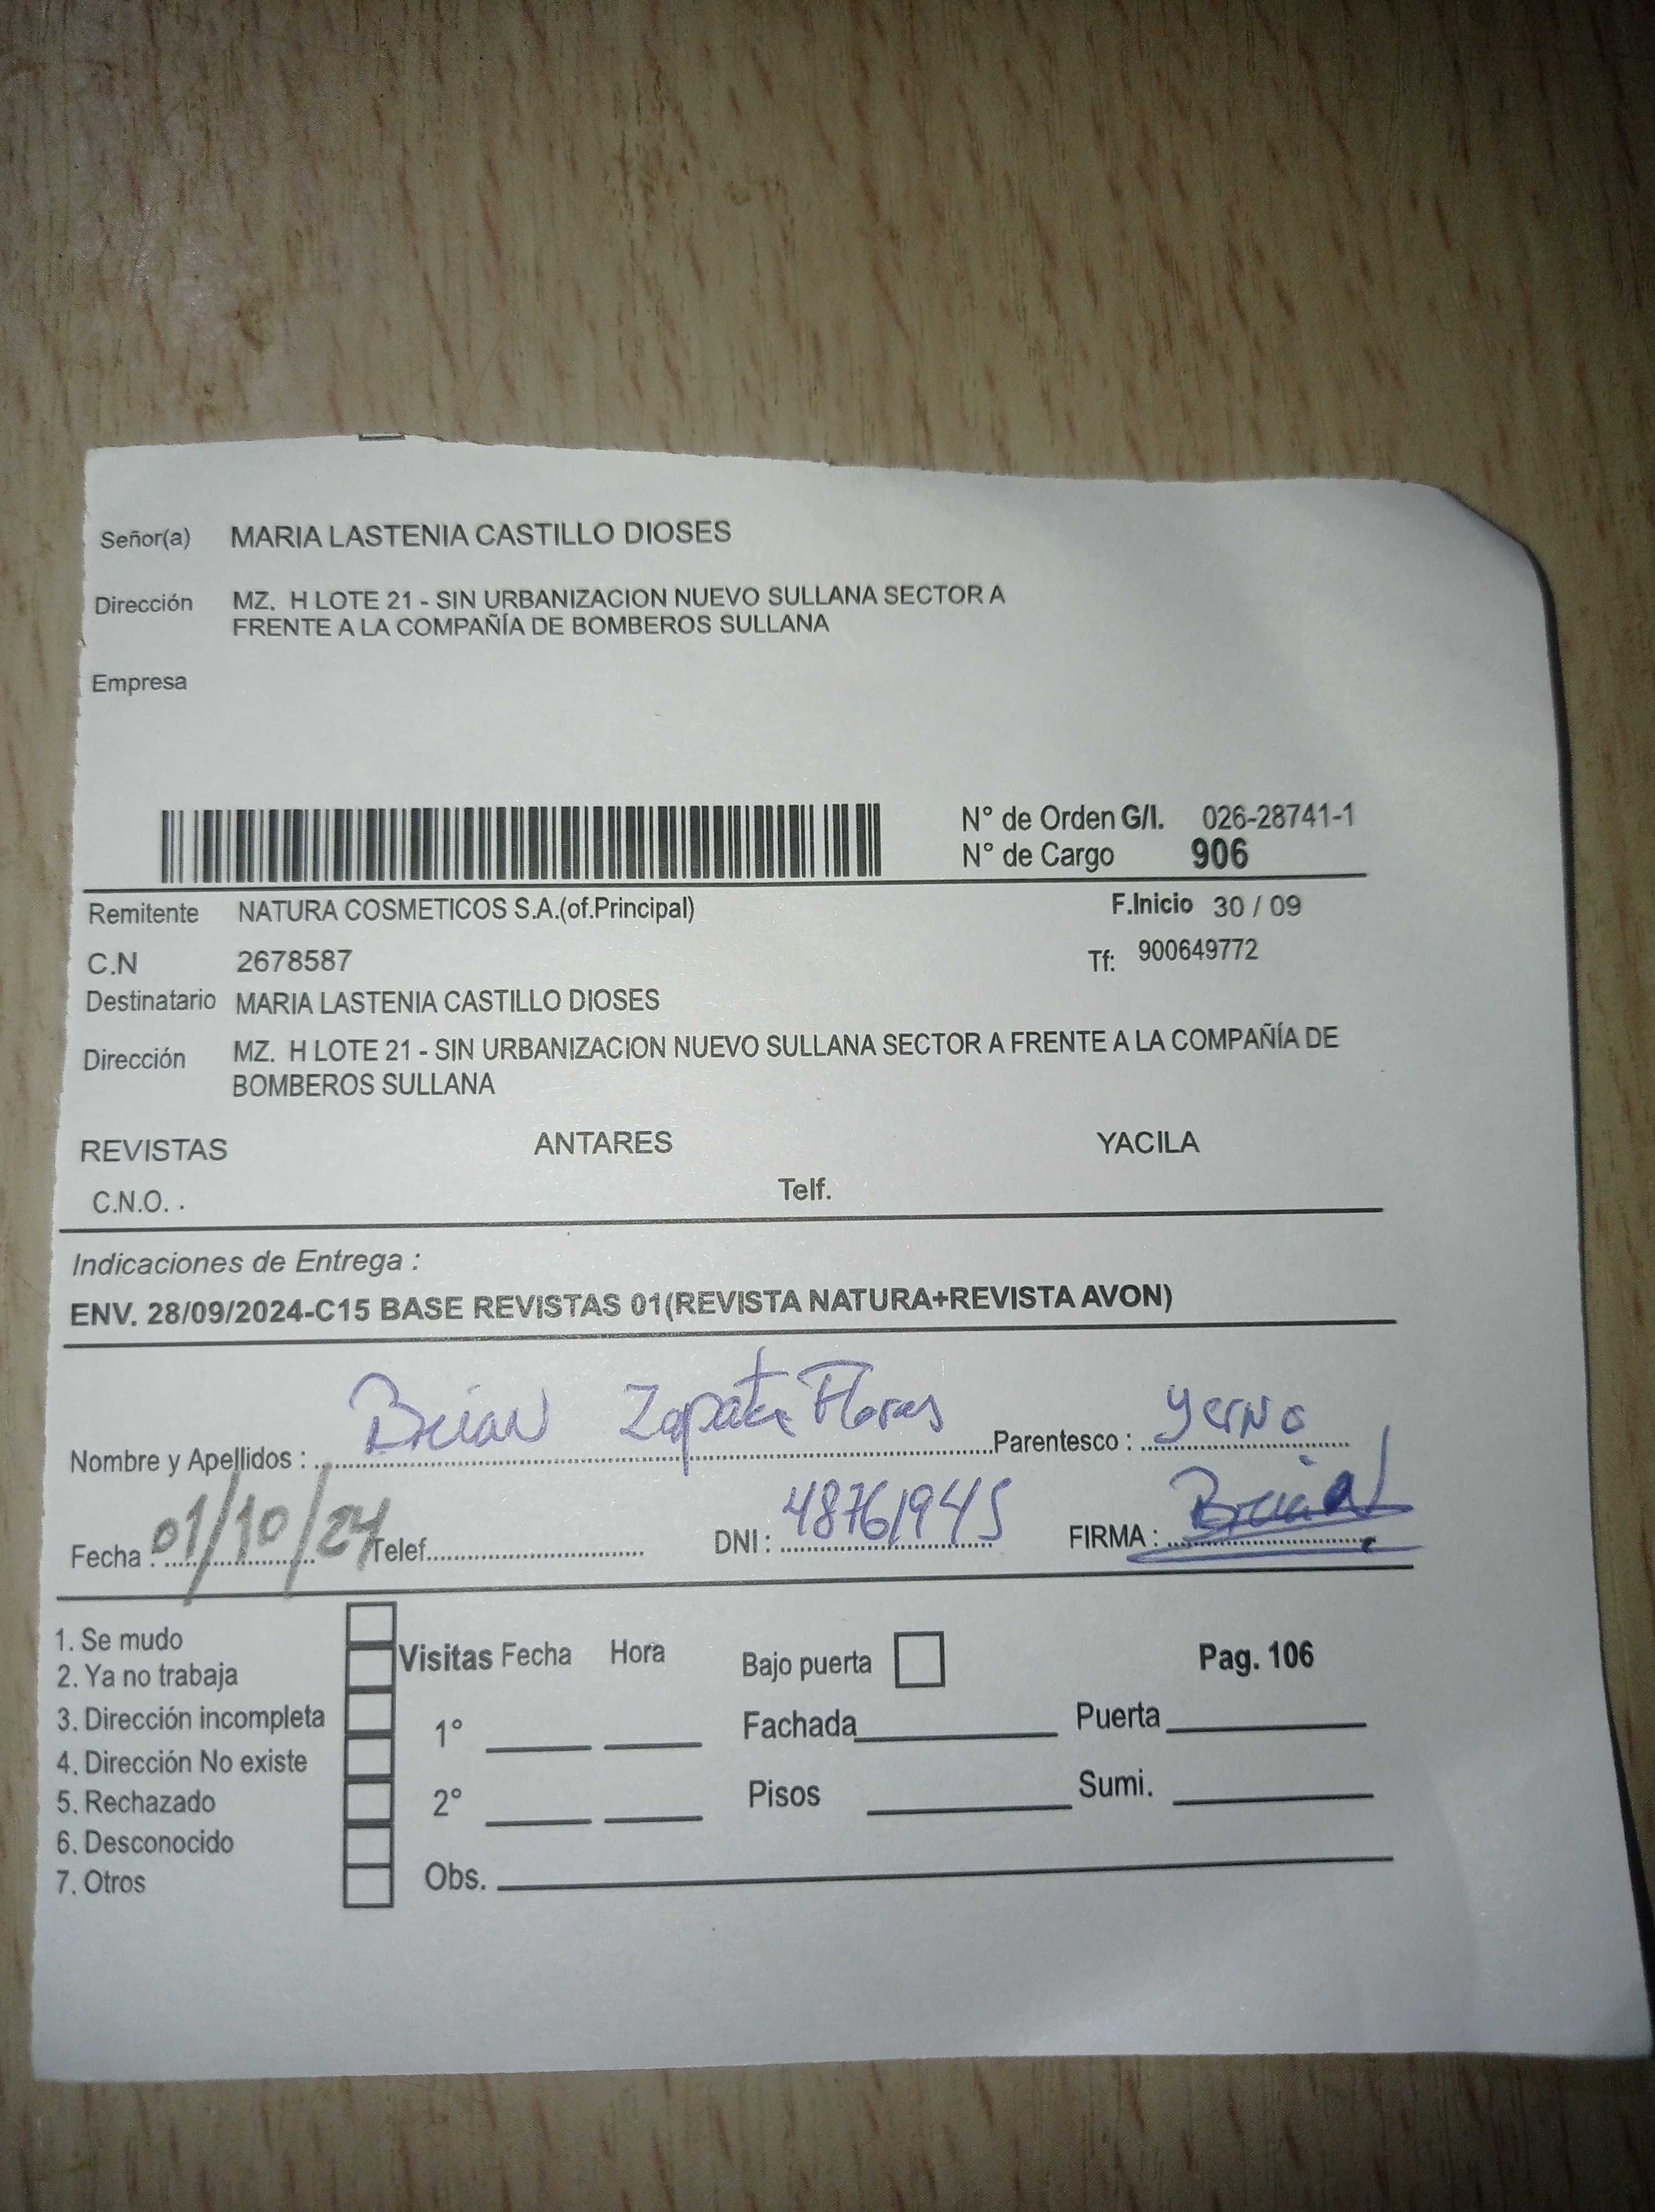 Señor(a) MARIA LASTENIA CASTILLO DIOSES
Dirección MZ. H LOTE 21 - SIN URBANIZACION NUEVO SULLANA SECTOR A
FRENTE A LA COMPAÑÍA DE BOMBEROS SULLANA
Empresa
N° de Orden G/I. 026-28741-1
N° de Cargo 906
Remitente NATURA COSMETICOS S.A.(of.Principal) F.Inicio 30 / 09
C.N 2678587 Tf: 900649772
Destinatario MARIA LASTENIA CASTILLO DIOSES
Dirección MZ. H LOTE 21 - SIN URBANIZACION NUEVO SULLANA SECTOR A FRENTE A LA COMPAÑÍA DE
BOMBEROS SULLANA
REVISTAS ANTARES YACILA
C.N.O. . Telf.
Indicaciones de Entrega :
ENV. 28/09/2024-C15 BASE REVISTAS 01(REVISTA NATURA+REVISTA AVON)
Nombre y Apellidos : Brian Zapata Flores Parentesco : yerno
Fecha : 01/10/24 Telef. DNI : 48761945 FIRMA : Brian
1. Se mudo
2. Ya no trabaja
3. Dirección incompleta
4. Dirección No existe
5. Rechazado
6. Desconocido
7. Otros
Visitas Fecha Hora
1°
2°
Obs.
Bajo puerta Pag. 106
Fachada Puerta
Pisos Sumi.